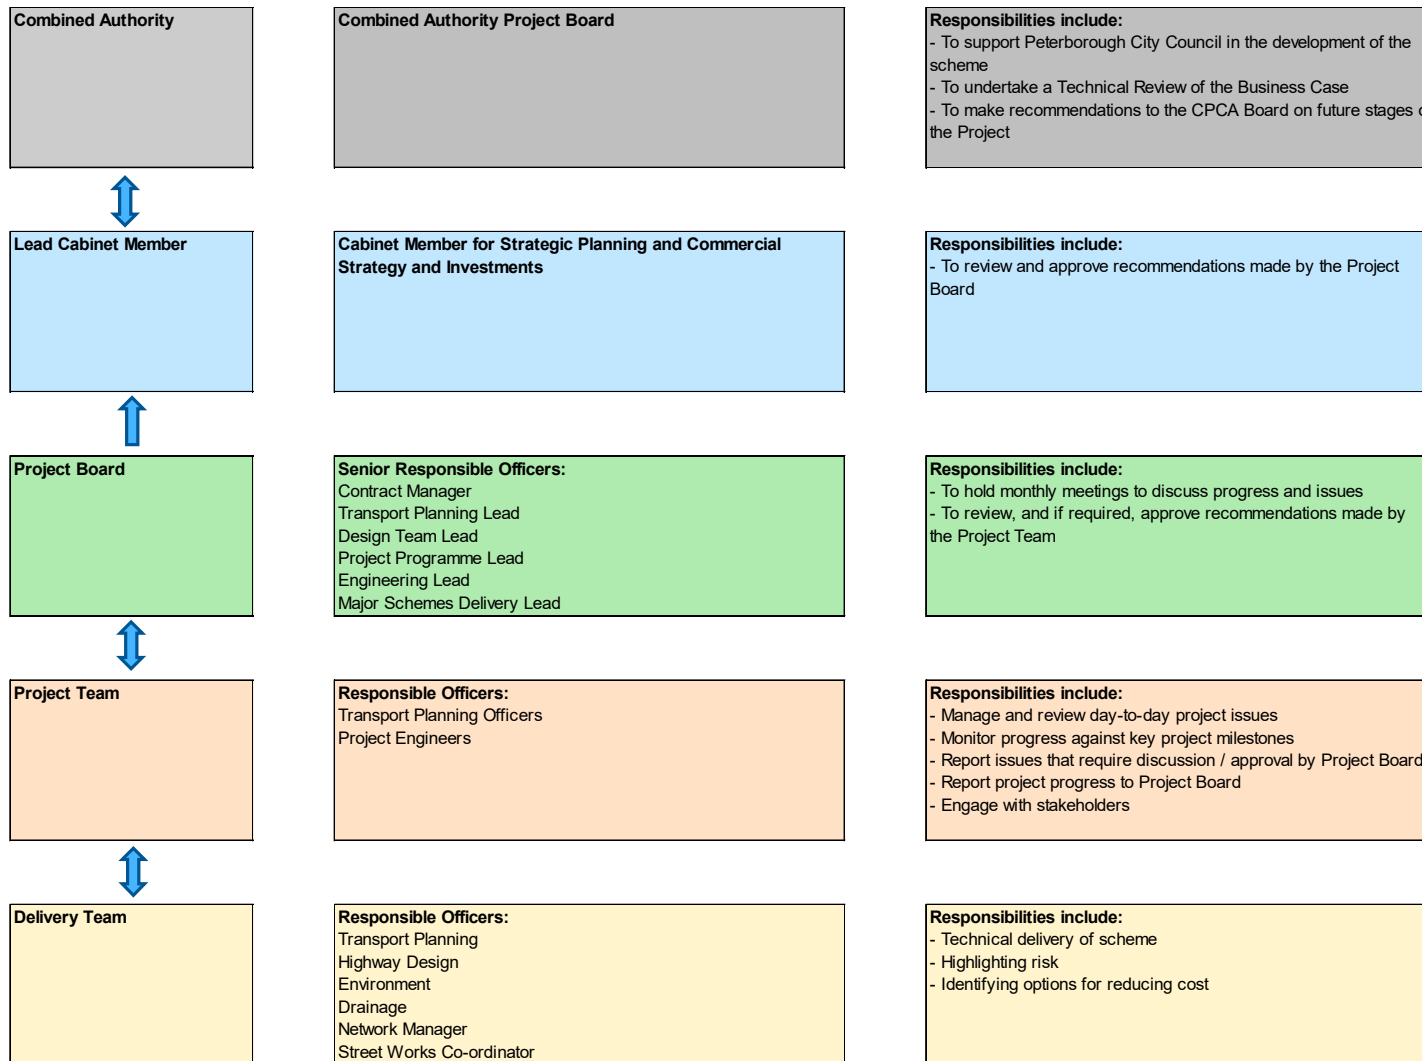 Combined Authority
Combined Authority Project Board
Responsibilities include:
- To support Peterborough City Council in the development of the
scheme
- To undertake a Technical Review of the Business Case
- To make recommendations to the CPCA Board on future stages
the Project
Lead Cabinet Member
Cabinet Member for Strategic Planning and Commercial
Strategy and Investments
Responsibilities include:
- To review and approve recommendations made by the Project
Board
Project Board
Senior Responsible Officers:
Contract Manager
Transport Planning Lead
Design Team Lead
Project Programme Lead
Engineering Lead
Major Schemes Delivery Lead
Responsibilities include:
- To hold monthly meetings to discuss progress and issues
- To review, and if required, approve recommendations made by
the Project Team
Project Team
Responsible Officers:
Transport Planning Officers
Project Engineers
Responsibilities include:
- Manage and review day-to-day project issues
- Monitor progress against key project milestones
- Report issues that require discussion / approval by Project Board
- Report project progress to Project Board
- Engage with stakeholders
Delivery Team
Responsible Officers:
Transport Planning
Highway Design
Environment
Drainage
Network Manager
Street Works Co-ordinator
Responsibilities include:
- Technical delivery of scheme
- Highlighting risk
- Identifying options for reducing cost